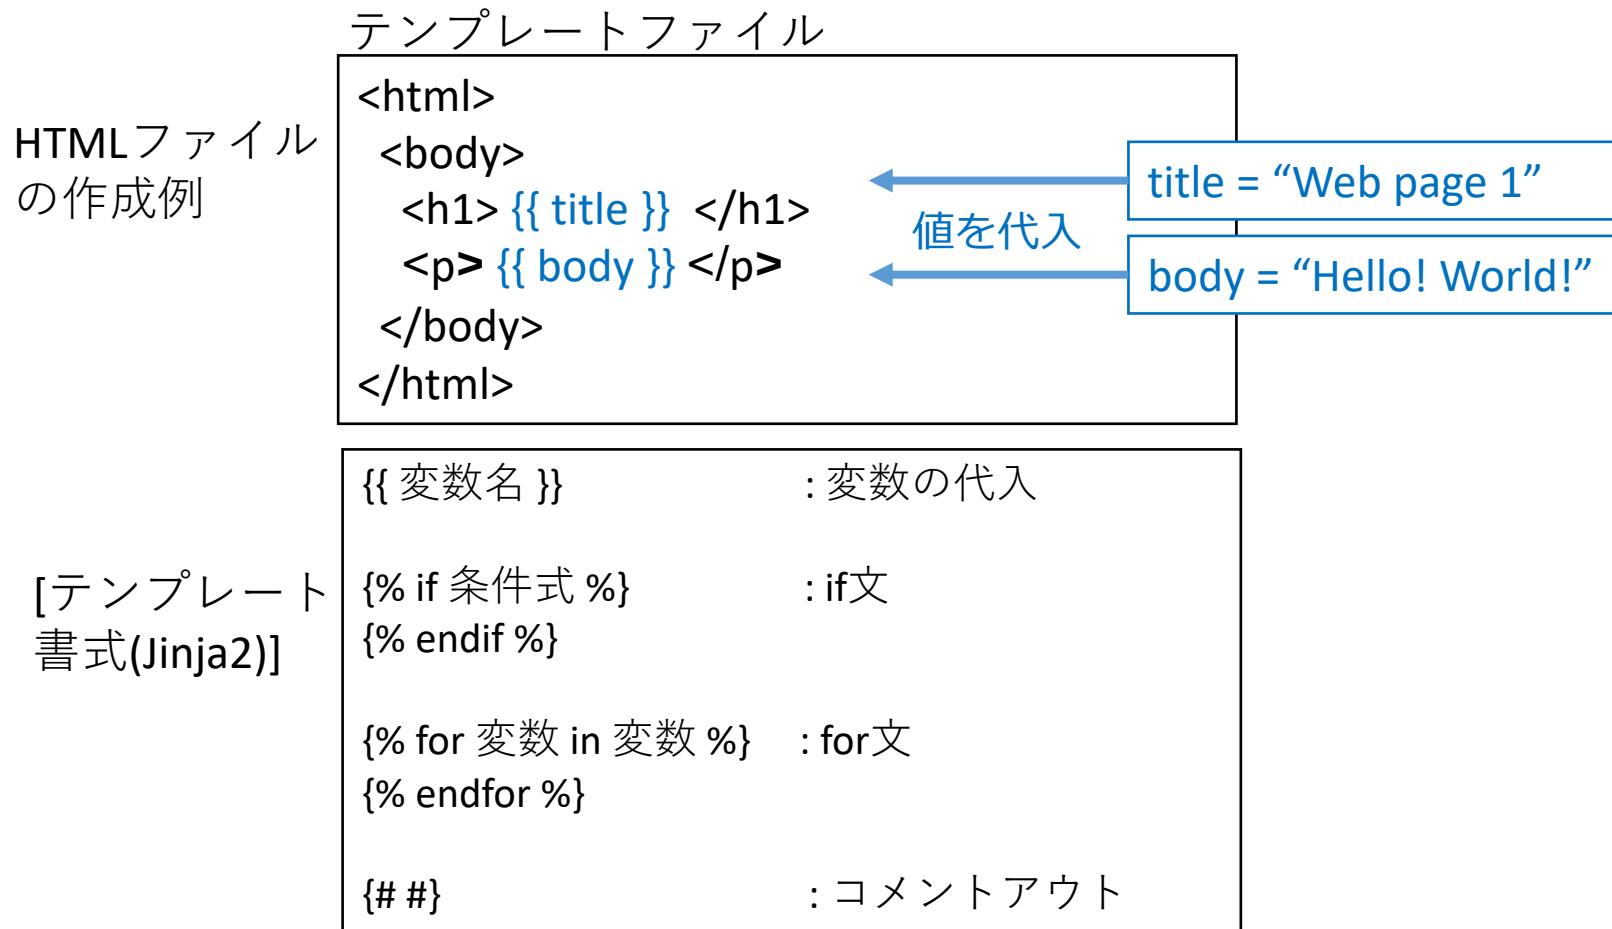 テンプレートファイル
HTMLファイル
の作成例
<html>
<body>
<h1> {{ title }} </h1>
<p> {{ body }} </p>
</body>
</html>
値を代入
title = “Web page 1”
body = “Hello! World!”
[テンプレート
書式(Jinja2)]
{{ 変数名 }} : 変数の代入
{% if 条件式 %} : if文
{% endif %}
{% for 変数 in 変数 %} : for文
{% endfor %}
{# #} : コメントアウト